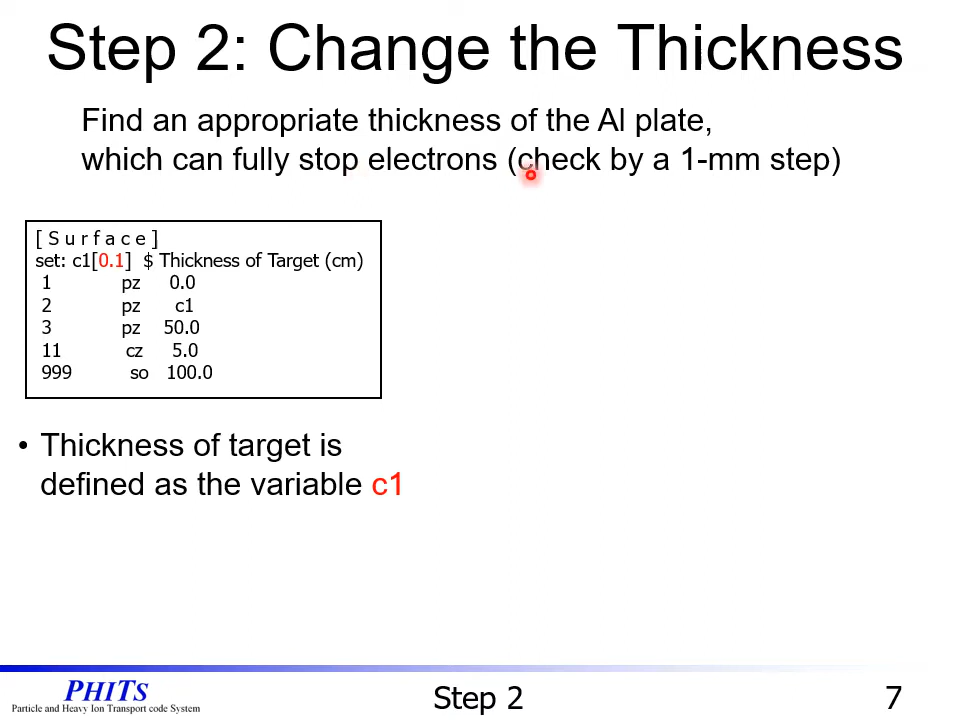 Step 2: Change the Thickness
Find an appropriate thickness of the Al plate,
which can fully stop electrons (check by a 1-mm step)
[ S u r f a c e ]
set: c1[0.1] $ Thickness of Target (cm)
1 pz 0.0
2 pz c1
3 pz 50.0
11 cz 5.0
999 so 100.0
• Thickness of target is
defined as the variable c1
PHITS
Particle and Heavy Ion Transport code System
Step 2
7